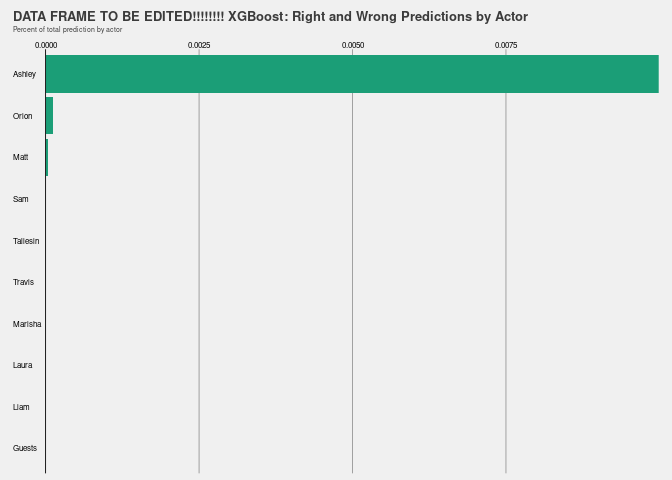 DATA FRAME TO BE EDITED!!!!!!!! XGBoost: Right and Wrong Predictions by Actor
Percent of total prediction by actor
0.0000 0.0025 0.0050 0.0075
Ashley
Orion
Matt
Sam
Taliesin
Travis
Marisha
Laura
Liam
Guests